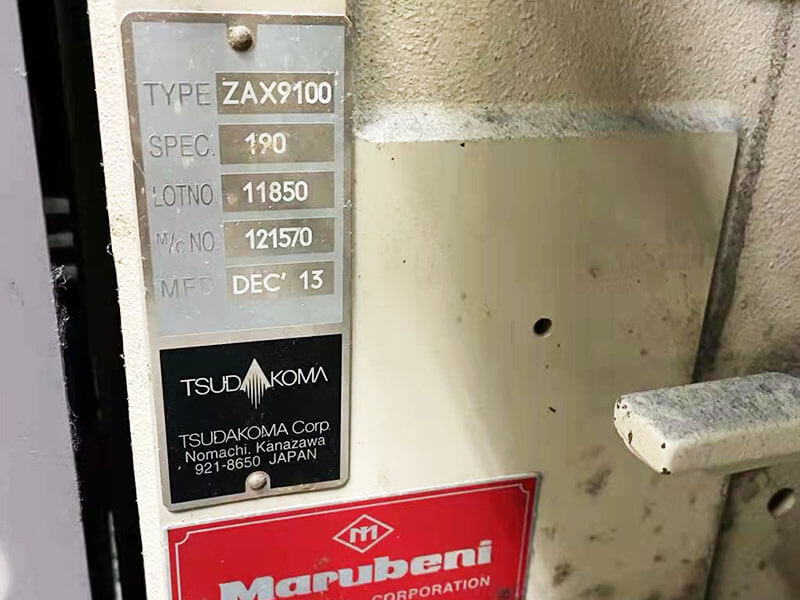 TYPE ZAX9100
SPEC. 190
LOTNO 11850
M/C NO. 121570
MFD DEC' 13
TSUDAKOMA
TSUDAKOMA Corp.
Nomachi. Kanazawa
921-8650 JAPAN
M
Marubeni
CORPORATION